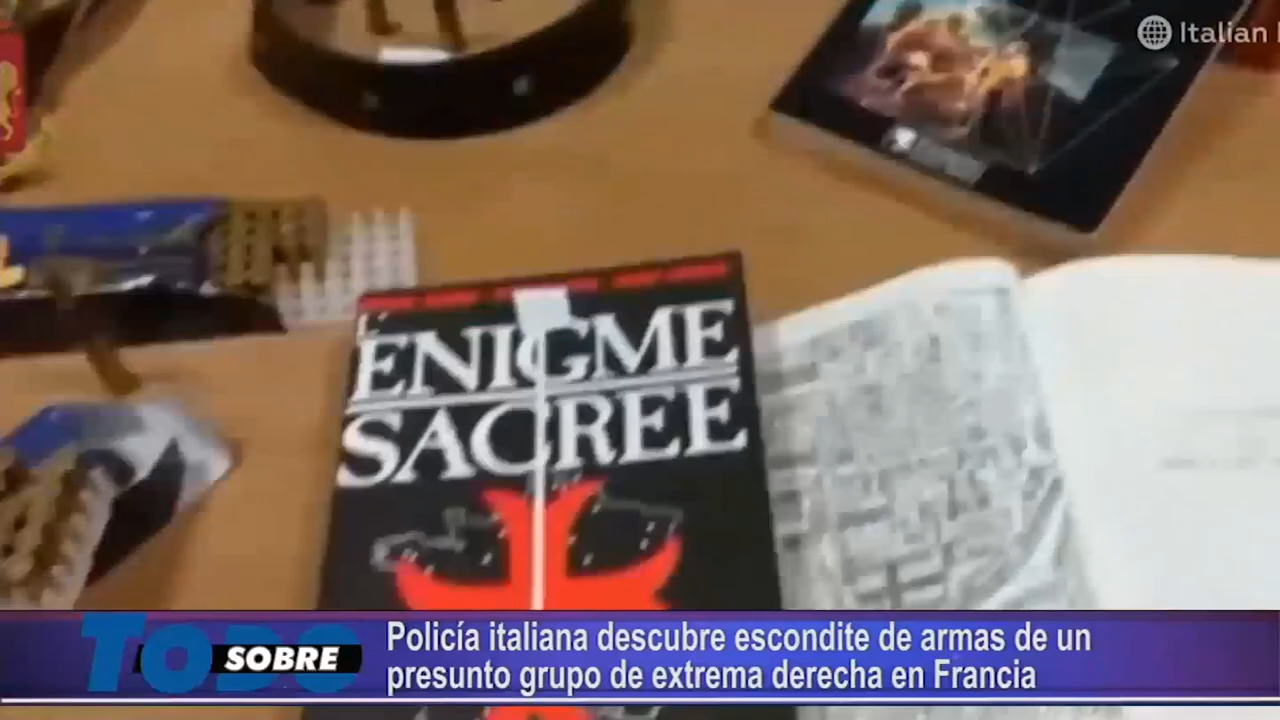 Italian
L'
ENIGME
SACREE
TODO
SOBRE
Policía italiana descubre escondite de armas de un
presunto grupo de extrema derecha en Francia